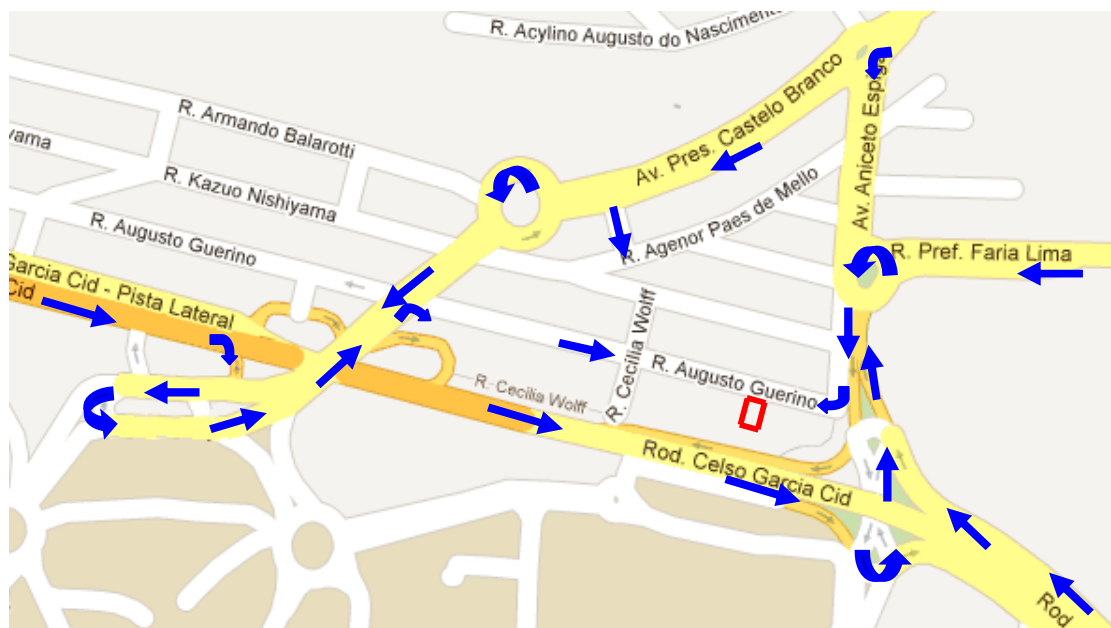 R. Acylino Augusto do Nascimento
R. Armando Balarotti
Av. Pres. Castelo Branco
Av. Aniceto Espiga
yama
R. Kazuo Nishiyama
R. Agenor Paes de Mello
R. Augusto Guerino
R. Pref. Faria Lima
Garcia Cid - Pista Lateral
Cid
R. Cecília Wolff
R. Augusto Guerino
R. Cecília Wolff
Rod. Celso Garcia Cid
Rod